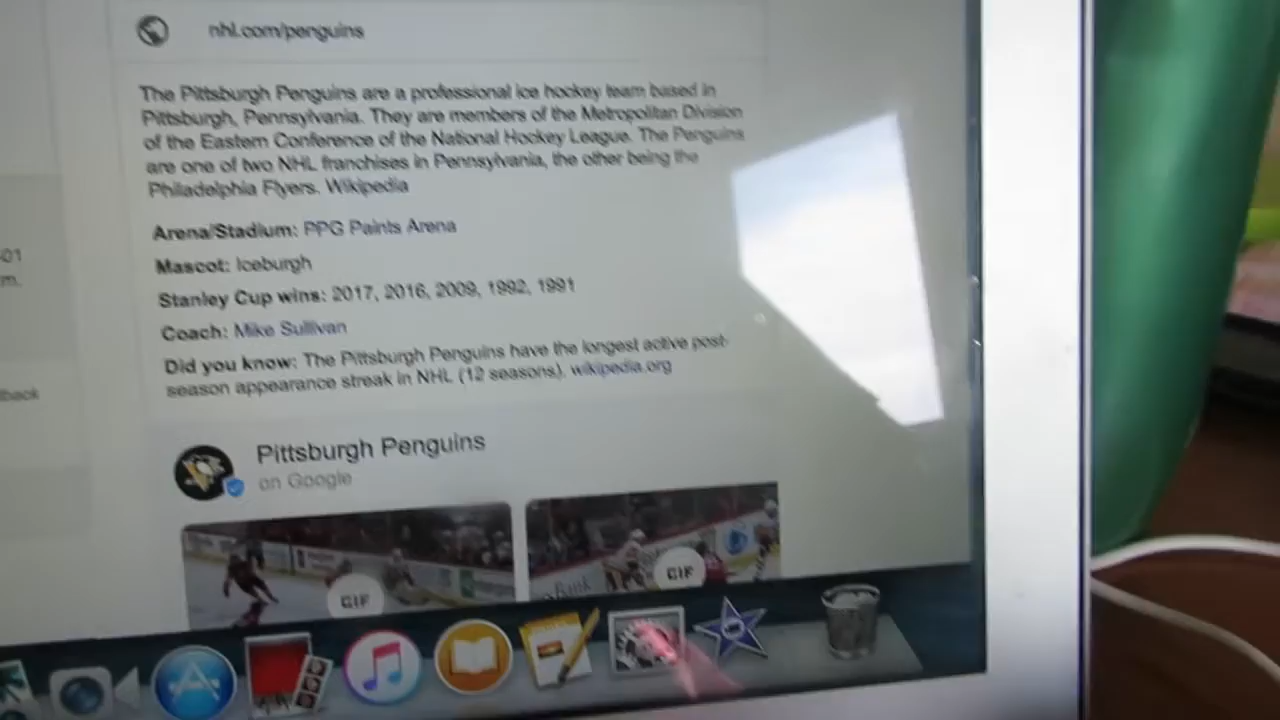 nhl.com/penguins
The Pittsburgh Penguins are a professional ice hockey team based in
Pittsburgh, Pennsylvania. They are members of the Metropolitan Division
of the Eastern Conference of the National Hockey League. The Penguins
are one of two NHL franchises in Pennsylvania, the other being the
Philadelphia Flyers. Wikipedia
Arena/Stadium: PPG Paints Arena
Mascot: Iceburgh
Stanley Cup wins: 2017, 2016, 2009, 1992, 1991
Coach: Mike Sullivan
Did you know: The Pittsburgh Penguins have the longest active post-
season appearance streak in NHL (12 seasons). wikipedia.org
-01
m.
Pittsburgh Penguins
on Google
GIF
GIF